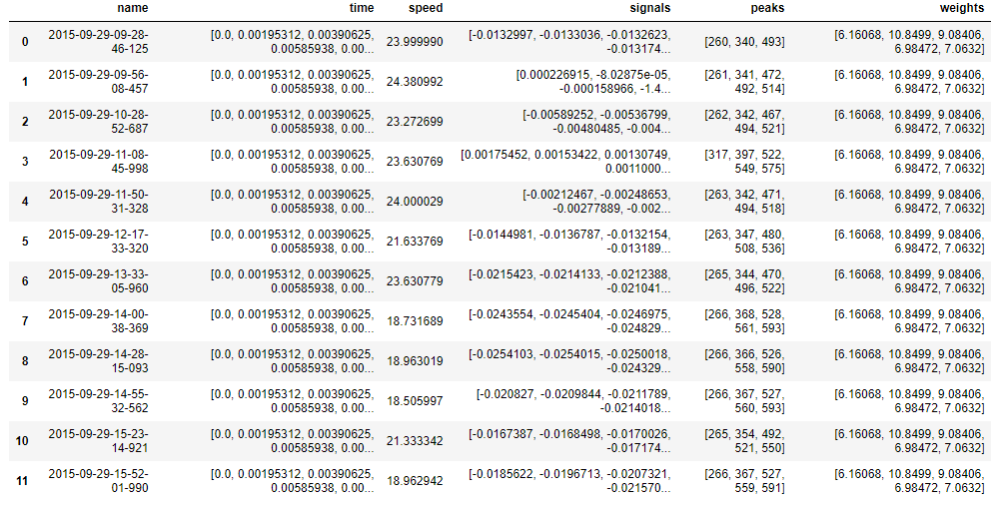 name time speed signals peaks weights
0 2015-09-29-09-28- [0.0, 0.00195312, 0.00390625, 23.999990 [-0.0132997, -0.0133036, -0.0132623, [260, 340, 493] [6.16068, 10.8499, 9.08406,
46-125 0.00585938, 0.00... -0.013174... 6.98472, 7.0632]
1 2015-09-29-09-56- [0.0, 0.00195312, 0.00390625, 24.380992 [0.000226915, -8.02875e-05, [261, 341, 472, [6.16068, 10.8499, 9.08406,
08-457 0.00585938, 0.00... -0.000158966, -1.4... 492, 514] 6.98472, 7.0632]
2 2015-09-29-10-28- [0.0, 0.00195312, 0.00390625, 23.272699 [-0.00589252, -0.00536799, [262, 342, 467, [6.16068, 10.8499, 9.08406,
52-687 0.00585938, 0.00... -0.00480485, -0.004... 494, 521] 6.98472, 7.0632]
3 2015-09-29-11-08- [0.0, 0.00195312, 0.00390625, 23.630769 [0.00175452, 0.00153422, 0.00130749, [317, 397, 522, [6.16068, 10.8499, 9.08406,
45-998 0.00585938, 0.00... 0.0011000... 549, 575] 6.98472, 7.0632]
4 2015-09-29-11-50- [0.0, 0.00195312, 0.00390625, 24.000029 [-0.00212467, -0.00248653, [263, 342, 471, [6.16068, 10.8499, 9.08406,
31-328 0.00585938, 0.00... -0.00277889, -0.002... 494, 518] 6.98472, 7.0632]
5 2015-09-29-12-17- [0.0, 0.00195312, 0.00390625, 21.633769 [-0.0144981, -0.0136787, -0.0132154, [263, 347, 480, [6.16068, 10.8499, 9.08406,
33-320 0.00585938, 0.00... -0.013189... 508, 536] 6.98472, 7.0632]
6 2015-09-29-13-33- [0.0, 0.00195312, 0.00390625, 23.630779 [-0.0215423, -0.0214133, -0.0212388, [265, 344, 470, [6.16068, 10.8499, 9.08406,
05-960 0.00585938, 0.00... -0.021041... 496, 522] 6.98472, 7.0632]
7 2015-09-29-14-00- [0.0, 0.00195312, 0.00390625, 18.731689 [-0.0243554, -0.0245404, -0.0246975, [266, 368, 528, [6.16068, 10.8499, 9.08406,
38-369 0.00585938, 0.00... -0.024829... 561, 593] 6.98472, 7.0632]
8 2015-09-29-14-28- [0.0, 0.00195312, 0.00390625, 18.963019 [-0.0254103, -0.0254015, -0.0250018, [266, 366, 526, [6.16068, 10.8499, 9.08406,
15-093 0.00585938, 0.00... -0.024329... 558, 590] 6.98472, 7.0632]
9 2015-09-29-14-55- [0.0, 0.00195312, 0.00390625, 18.505997 [-0.020827, -0.0209844, -0.0211789, [266, 367, 527, [6.16068, 10.8499, 9.08406,
32-562 0.00585938, 0.00... -0.0214018... 560, 593] 6.98472, 7.0632]
10 2015-09-29-15-23- [0.0, 0.00195312, 0.00390625, 21.333342 [-0.0167387, -0.0168498, -0.0170026, [265, 354, 492, [6.16068, 10.8499, 9.08406,
14-921 0.00585938, 0.00... -0.017174... 521, 550] 6.98472, 7.0632]
11 2015-09-29-15-52- [0.0, 0.00195312, 0.00390625, 18.962942 [-0.0185622, -0.0196713, -0.0207321, [266, 367, 527, [6.16068, 10.8499, 9.08406,
01-990 0.00585938, 0.00... -0.021570... 559, 591] 6.98472, 7.0632]